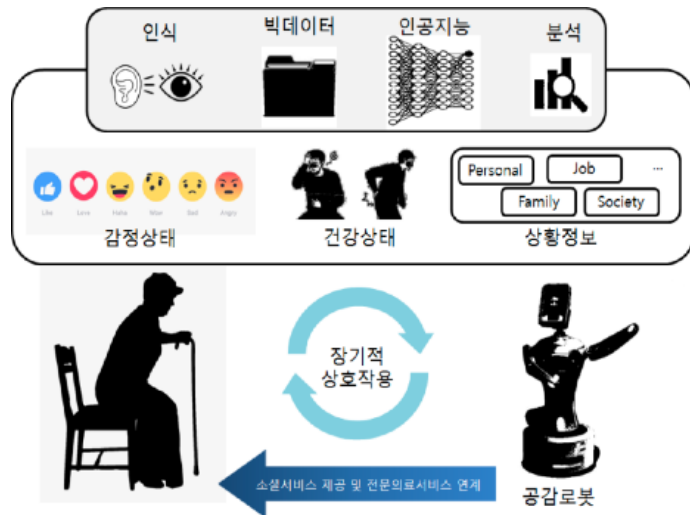 인식
빅데이터
인공지능
분석
Like
Love
Haha
Wow
Sad
Angry
감정상태
건강상태
Personal
Job
...
Family
Society
상황정보
장기적
상호작용
소셜서비스 제공 및 전문의료서비스 연계
공감로봇